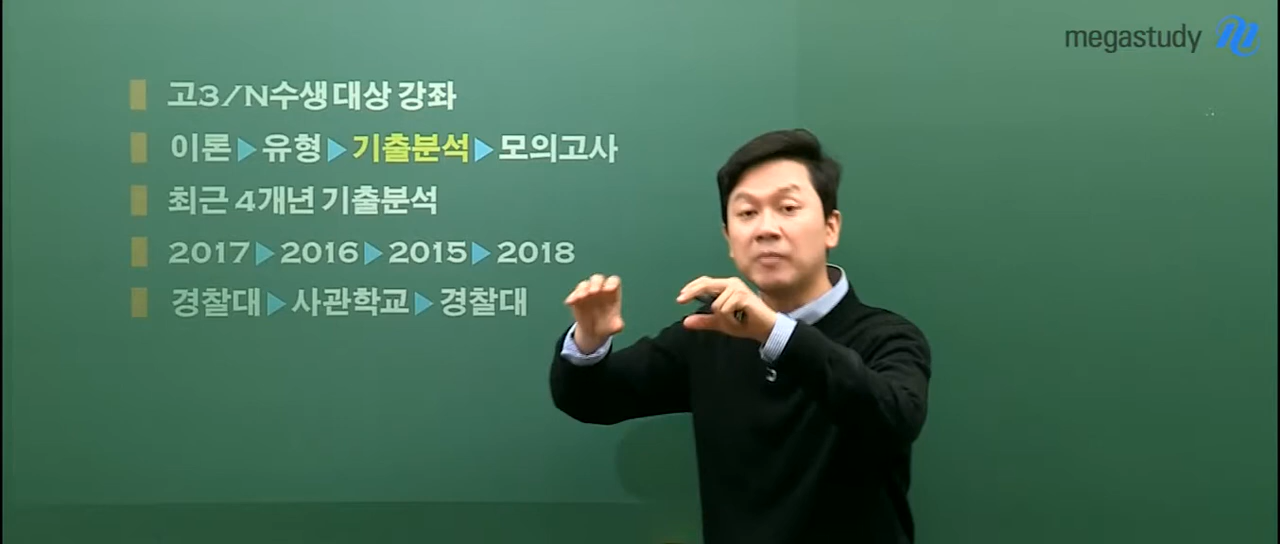 megastudy
고3/N수생 대상 강좌
이론▶유형▶기출분석▶모의고사
최근 4개년 기출분석
2017▶2016▶2015▶2018
경찰대▶사관학교▶경찰대